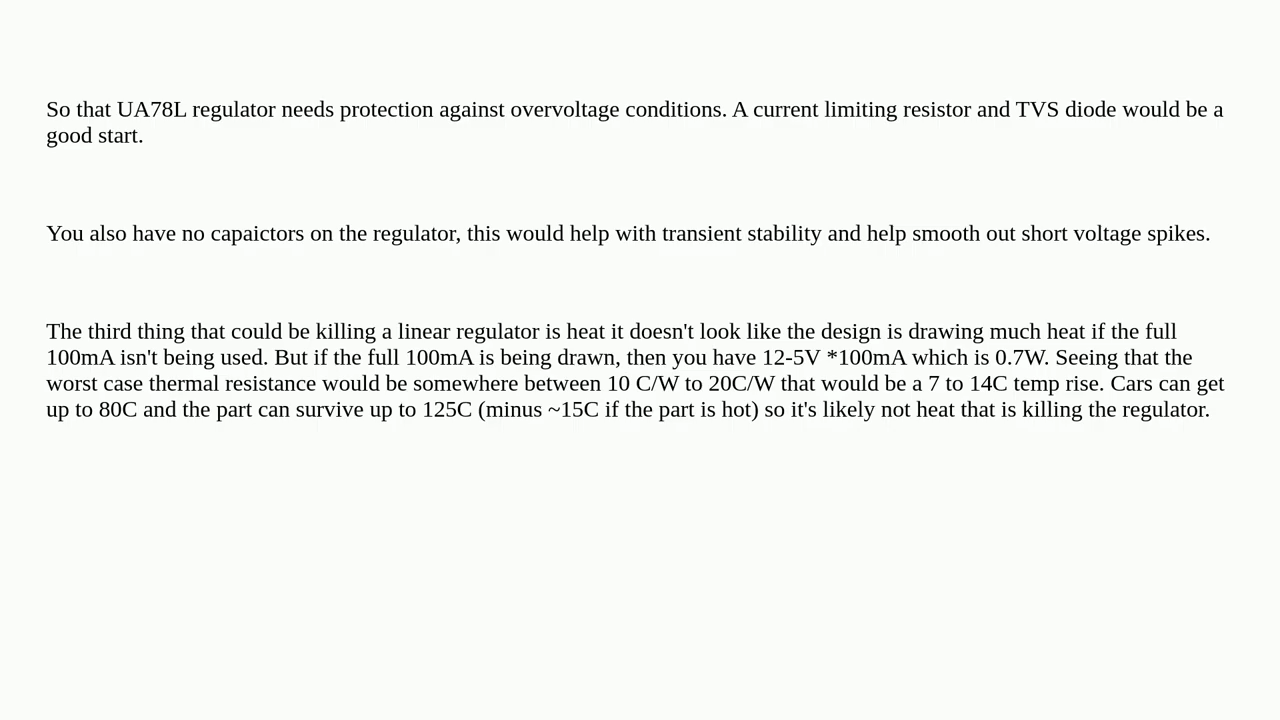 So that UA78L regulator needs protection against overvoltage conditions. A current limiting resistor and TVS diode would be a
good start.
You also have no capaictors on the regulator, this would help with transient stability and help smooth out short voltage spikes.
The third thing that could be killing a linear regulator is heat it doesn't look like the design is drawing much heat if the full
100mA isn't being used. But if the full 100mA is being drawn, then you have 12-5V *100mA which is 0.7W. Seeing that the
worst case thermal resistance would be somewhere between 10 C/W to 20C/W that would be a 7 to 14C temp rise. Cars can get
up to 80C and the part can survive up to 125C (minus ~15C if the part is hot) so it's likely not heat that is killing the regulator.